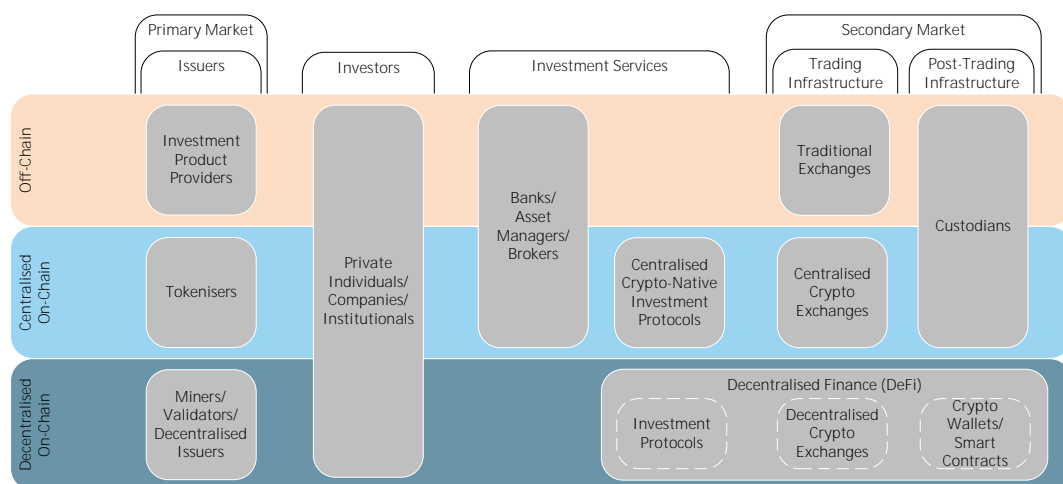 Primary Market
Secondary Market
Issuers
Investors
Investment Services
Trading
Infrastructure
Post-Trading
Infrastructure
Off-Chain
Investment
Product
Providers
Private
Individuals/
Companies/
Institutionals
Banks/
Asset
Managers/
Brokers
Traditional
Exchanges
Custodians
Centralised
On-Chain
Tokenisers
Centralised
Crypto-Native
Investment
Protocols
Centralised
Crypto
Exchanges
Decentralised
On-Chain
Miners/
Validators/
Decentralised
Issuers
Decentralised Finance (DeFi)
Investment
Protocols
Decentralised
Crypto
Exchanges
Crypto
Wallets/
Smart
Contracts